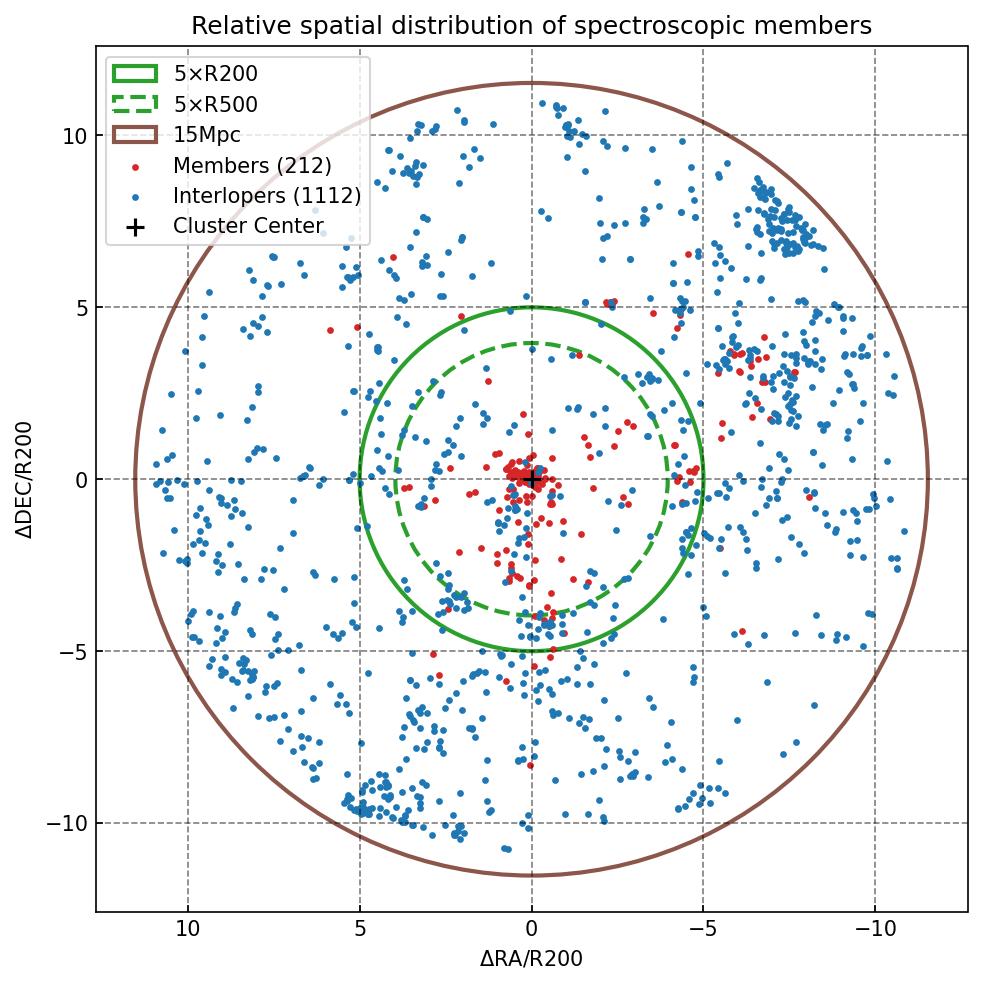 Relative spatial distribution of spectroscopic members
5×R200
5×R500
15Mpc
Members (212)
Interlopers (1112)
Cluster Center
10
5
0
−5
−10
ΔDEC/R200
10
5
0
−5
−10
ΔRA/R200